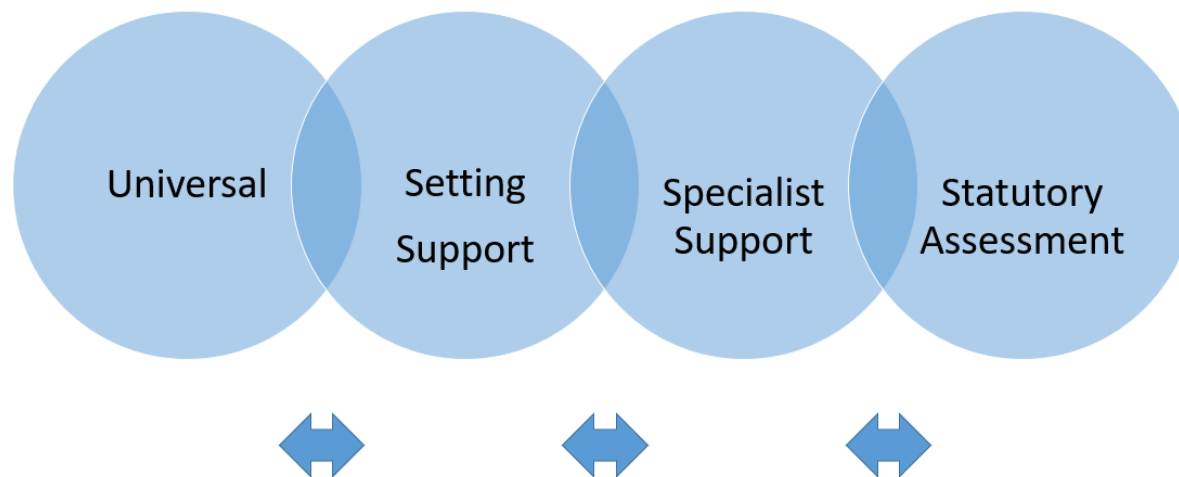 Universal
Setting
Support
Specialist
Support
Statutory
Assessment